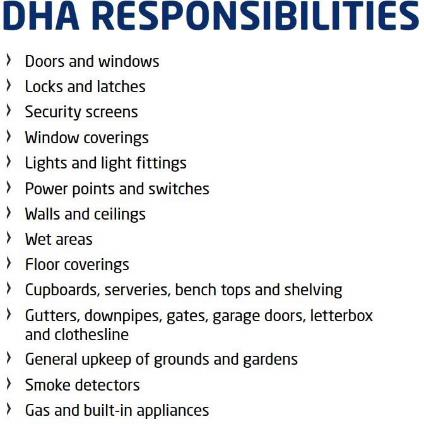 DHA RESPONSIBILITIES
› Doors and windows
› Locks and latches
› Security screens
› Window coverings
› Lights and light fittings
› Power points and switches
› Walls and ceilings
› Wet areas
› Floor coverings
› Cupboards, serveries, bench tops and shelving
› Gutters, downpipes, gates, garage doors, letterbox
and clothesline
› General upkeep of grounds and gardens
› Smoke detectors
› Gas and built-in appliances